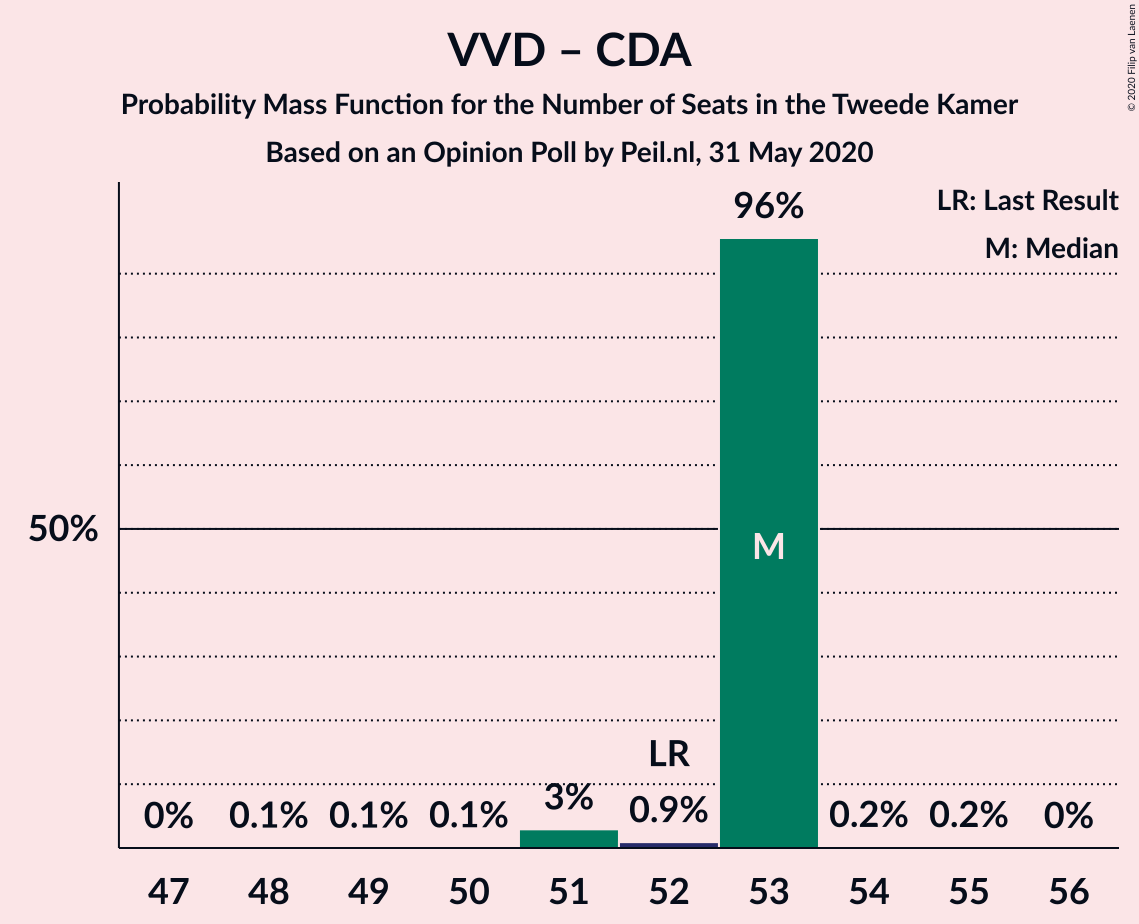 VVD – CDA
Probability Mass Function for the Number of Seats in the Tweede Kamer
Based on an Opinion Poll by Peil.nl, 31 May 2020
© 2020 Filip van Laenen
LR: Last Result
M: Median
96%
50%
M
LR
0% 0.1% 0.1% 0.1% 3% 0.9% 0.2% 0.2% 0%
47 48 49 50 51 52 53 54 55 56